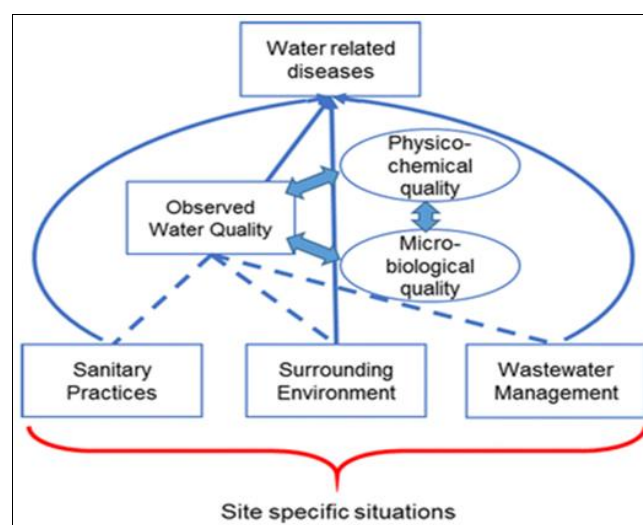 Water related
diseases
Physico-
chemical
quality
Observed
Water Quality
Micro-
biological
quality
Sanitary
Practices
Surrounding
Environment
Wastewater
Management
Site specific situations